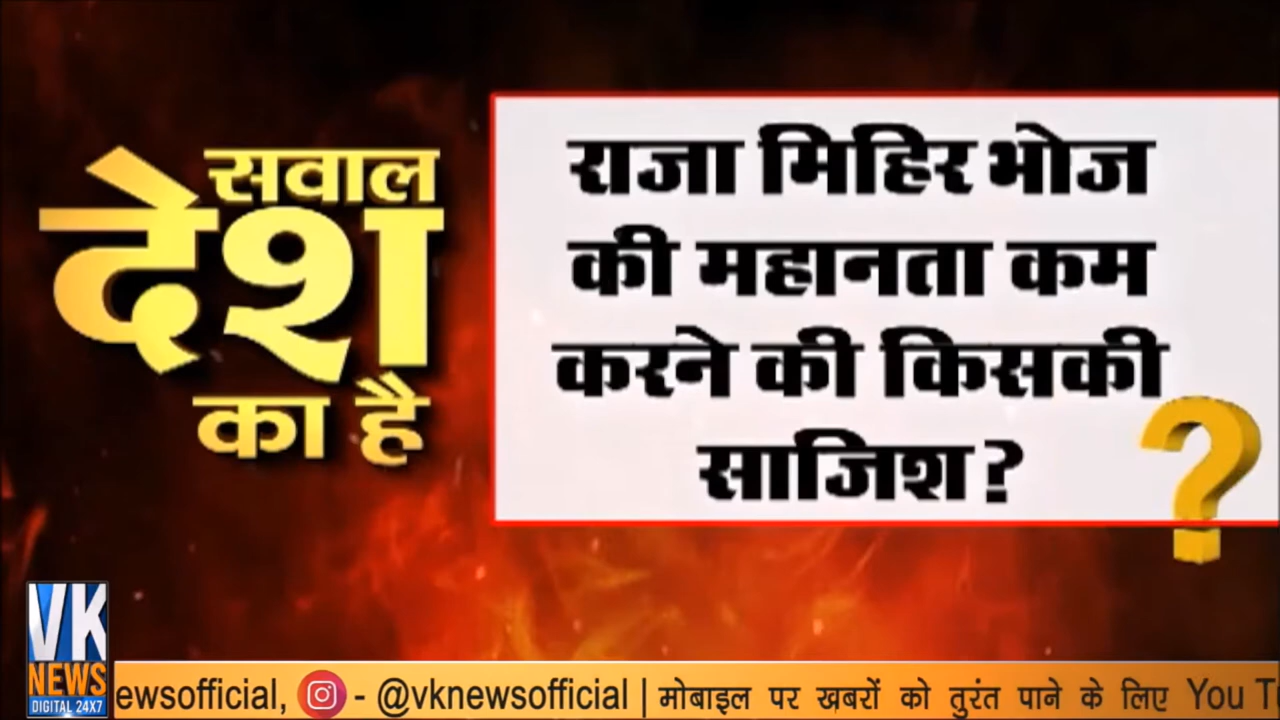 सवाल
देश
का है
राजा मिहिर भोज
की महानता कम
करने की किसकी
साजिश?
?
VK
NEWS
DIGITAL 24X7
ewsofficial, - @vknewsofficial | मोबाइल पर खबरों को तुरंत पाने के लिए You T